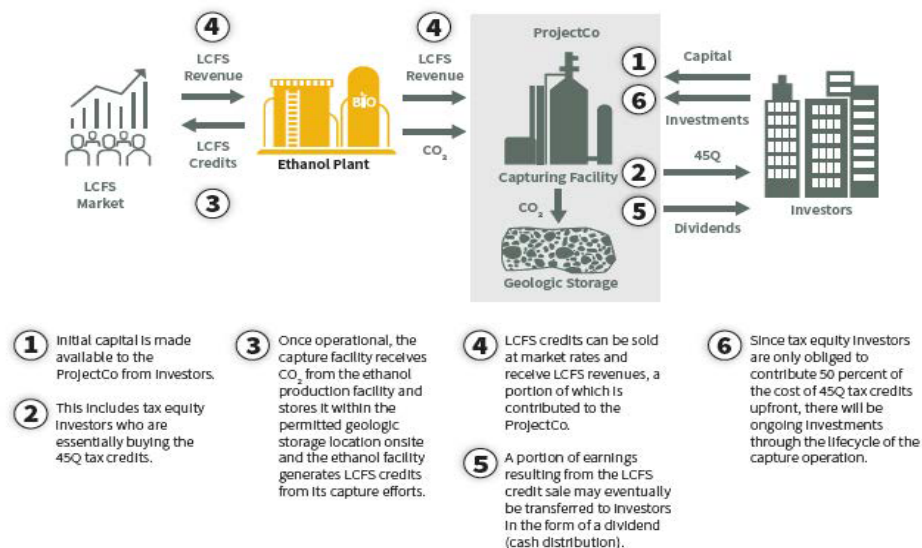 4
LCFS
Revenue
LCFS
Credits
3
LCFS
Market
BIO
Ethanol Plant
4
LCFS
Revenue
CO2
ProjectCo
Capturing Facility
CO2
Geologic Storage
1
6
2
5
Capital
Investments
45Q
Dividends
Investors
1
Initial capital is made
available to the
ProjectCo from investors.
2
This includes tax equity
investors who are
essentially buying the
45Q tax credits.
3
Once operational, the
capture facility receives
CO2 from the ethanol
production facility and
stores it within the
permitted geologic
storage location onsite
and the ethanol facility
generates LCFS credits
from its capture efforts.
4
LCFS credits can be sold
at market rates and
receive LCFS revenues, a
portion of which is
contributed to the
ProjectCo.
5
A portion of earnings
resulting from the LCFS
credit sale may eventually
be transferred to investors
in the form of a dividend
(cash distribution).
6
Since tax equity investors
are only obliged to
contribute 50 percent of
the cost of 45Q tax credits
upfront, there will be
ongoing investments
through the lifecycle of the
capture operation.